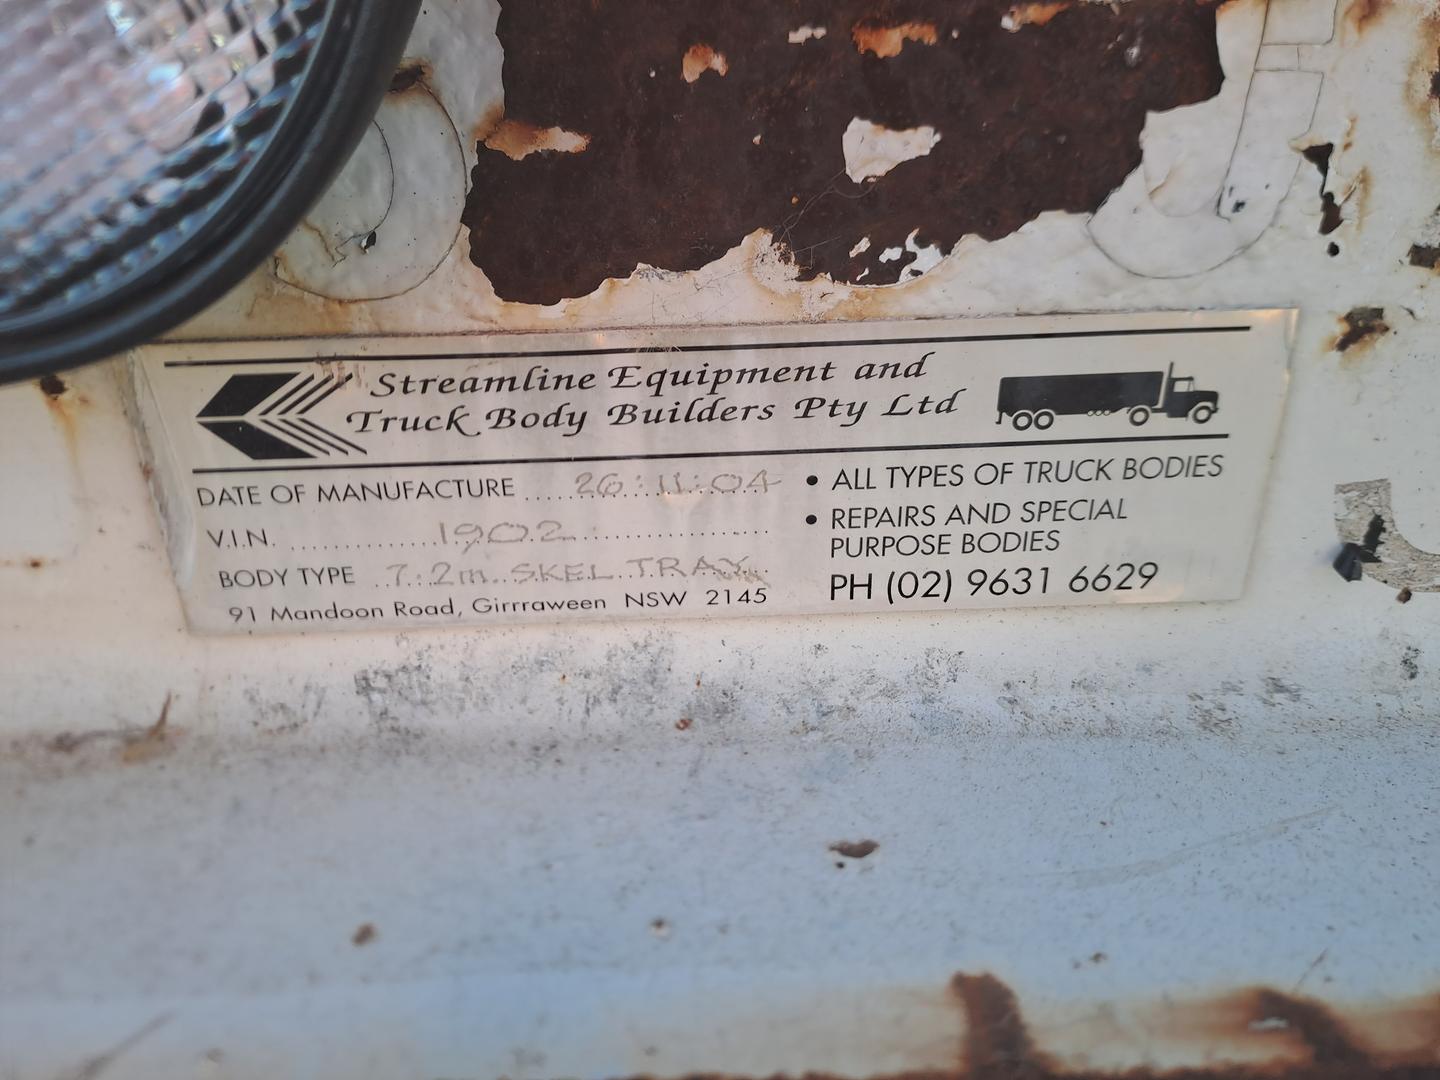 Streamline Equipment and
Truck Body Builders Pty Ltd
DATE OF MANUFACTURE ..... 26:11:04
V.I.N. ................ 1902 ................
BODY TYPE .. 7.2m. SKEL TRAY
91 Mandoon Road, Girrraween NSW 2145
• ALL TYPES OF TRUCK BODIES
• REPAIRS AND SPECIAL
PURPOSE BODIES
PH (02) 9631 6629